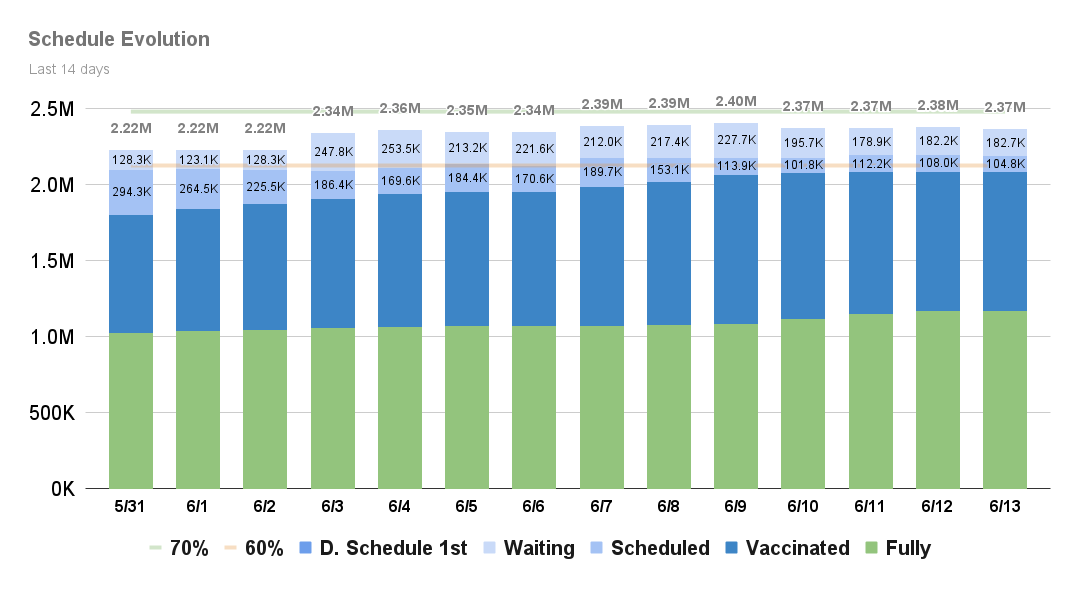 Schedule Evolution
Last 14 days
2.5M
2.0M
1.5M
1.0M
500K
0K
2.22M 2.22M 2.22M 2.34M 2.36M 2.35M 2.34M 2.39M 2.39M 2.40M 2.37M 2.37M 2.38M 2.37M
128.3K 123.1K 128.3K 247.8K 253.5K 213.2K 221.6K 212.0K 217.4K 227.7K 195.7K 178.9K 182.2K 182.7K
294.3K 264.5K 225.5K 186.4K 169.6K 184.4K 170.6K 189.7K 153.1K 113.9K 101.8K 112.2K 108.0K 104.8K
5/31 6/1 6/2 6/3 6/4 6/5 6/6 6/7 6/8 6/9 6/10 6/11 6/12 6/13
70% 60% D. Schedule 1st Waiting Scheduled Vaccinated Fully